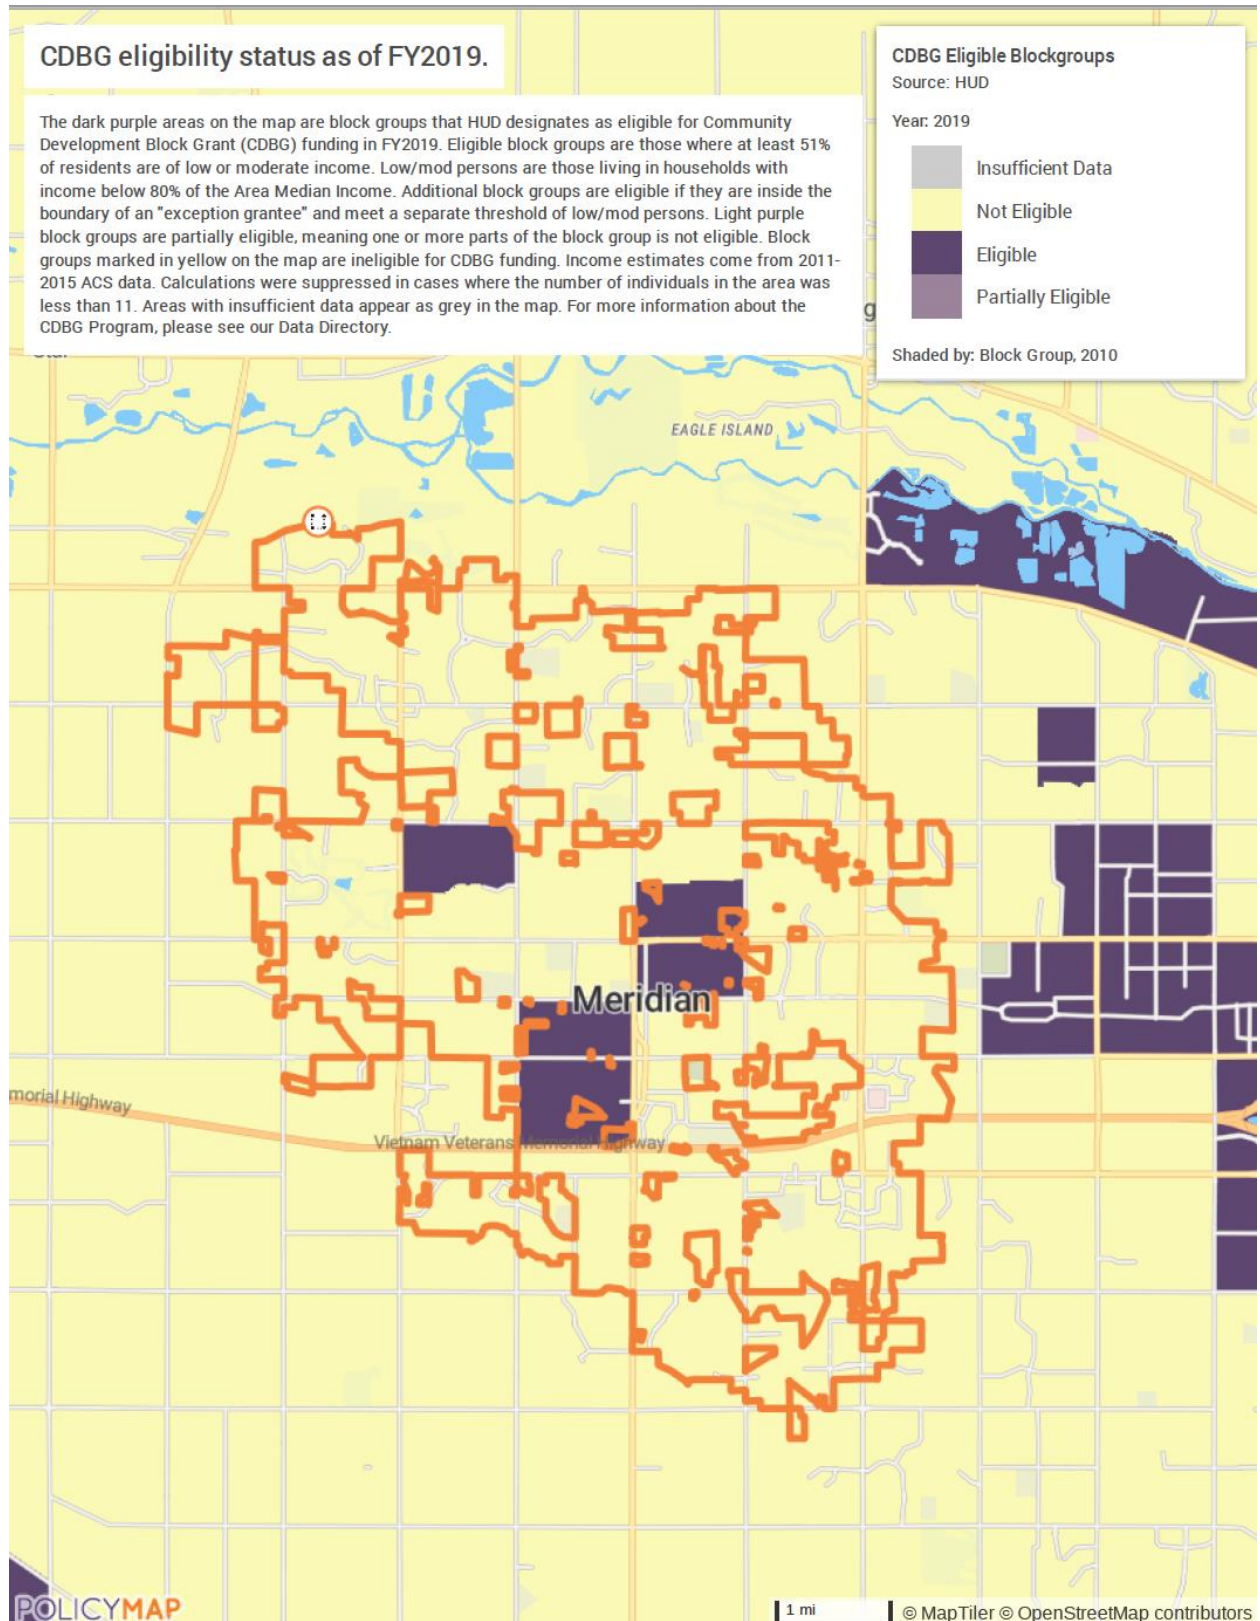 CDBG eligibility status as of FY2019.
The dark purple areas on the map are block groups that HUD designates as eligible for Community
Development Block Grant (CDBG) funding in FY2019. Eligible block groups are those where at least 51%
of residents are of low or moderate income. Low/mod persons are those living in households with
income below 80% of the Area Median Income. Additional block groups are eligible if they are inside the
boundary of an "exception grantee" and meet a separate threshold of low/mod persons. Light purple
block groups are partially eligible, meaning one or more parts of the block group is not eligible. Block
groups marked in yellow on the map are ineligible for CDBG funding. Income estimates come from 2011-
2015 ACS data. Calculations were suppressed in cases where the number of individuals in the area was
less than 11. Areas with insufficient data appear as grey in the map. For more information about the
CDBG Program, please see our Data Directory.
CDBG Eligible Blockgroups
Source: HUD
Year: 2019
Insufficient Data
Not Eligible
Eligible
Partially Eligible
Shaded by: Block Group, 2010
EAGLE ISLAND
Meridian
morial Highway
Vietnam Veterans Memorial Highway
POLICYMAP
1 mi
© MapTiler © OpenStreetMap contributors